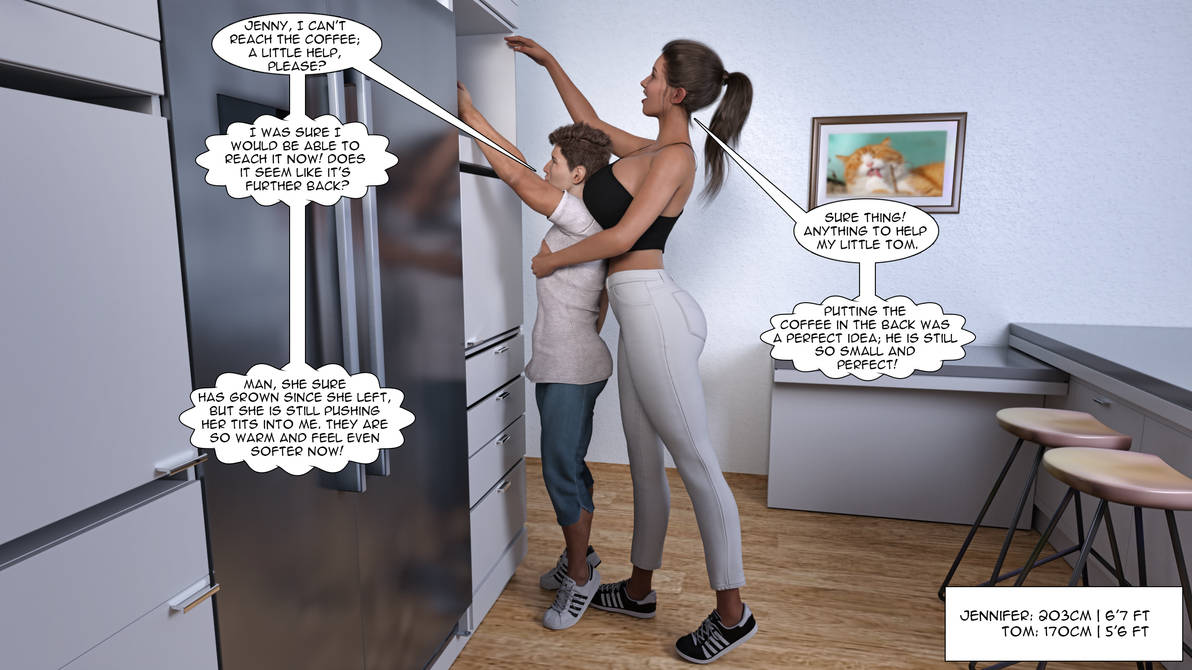 JENNY, I CAN'T
REACH THE COFFEE;
A LITTLE HELP,
PLEASE?
I WAS SURE I
WOULD BE ABLE TO
REACH IT NOW! DOES
IT SEEM LIKE IT'S
FURTHER BACK?
MAN, SHE SURE
HAS GROWN SINCE SHE LEFT,
BUT SHE IS STILL PUSHING
HER TITS INTO ME. THEY ARE
SO WARM AND FEEL EVEN
SOFTER NOW!
SURE THING!
ANYTHING TO HELP
MY LITTLE TOM.
PUTTING THE
COFFEE IN THE BACK WAS
A PERFECT IDEA; HE IS STILL
SO SMALL AND
PERFECT!
JENNIFER: 203CM | 6'7 FT
TOM: 170CM | 5'6 FT